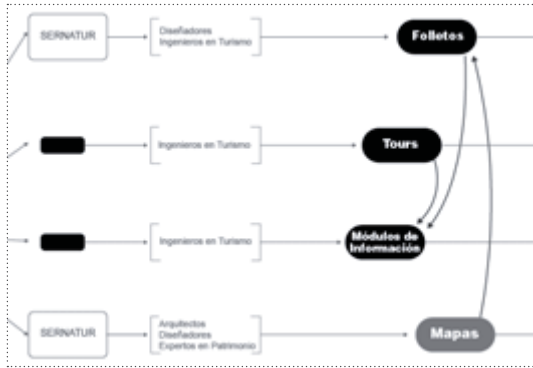 SERNATUR
Diseñadores
Ingenieros en Turismo
Folletos
Ingenieros en Turismo
Tours
Ingenieros en Turismo
Módulos de
Información
SERNATUR
Arquitectos
Diseñadores
Expertos en Patrimonio
Mapas